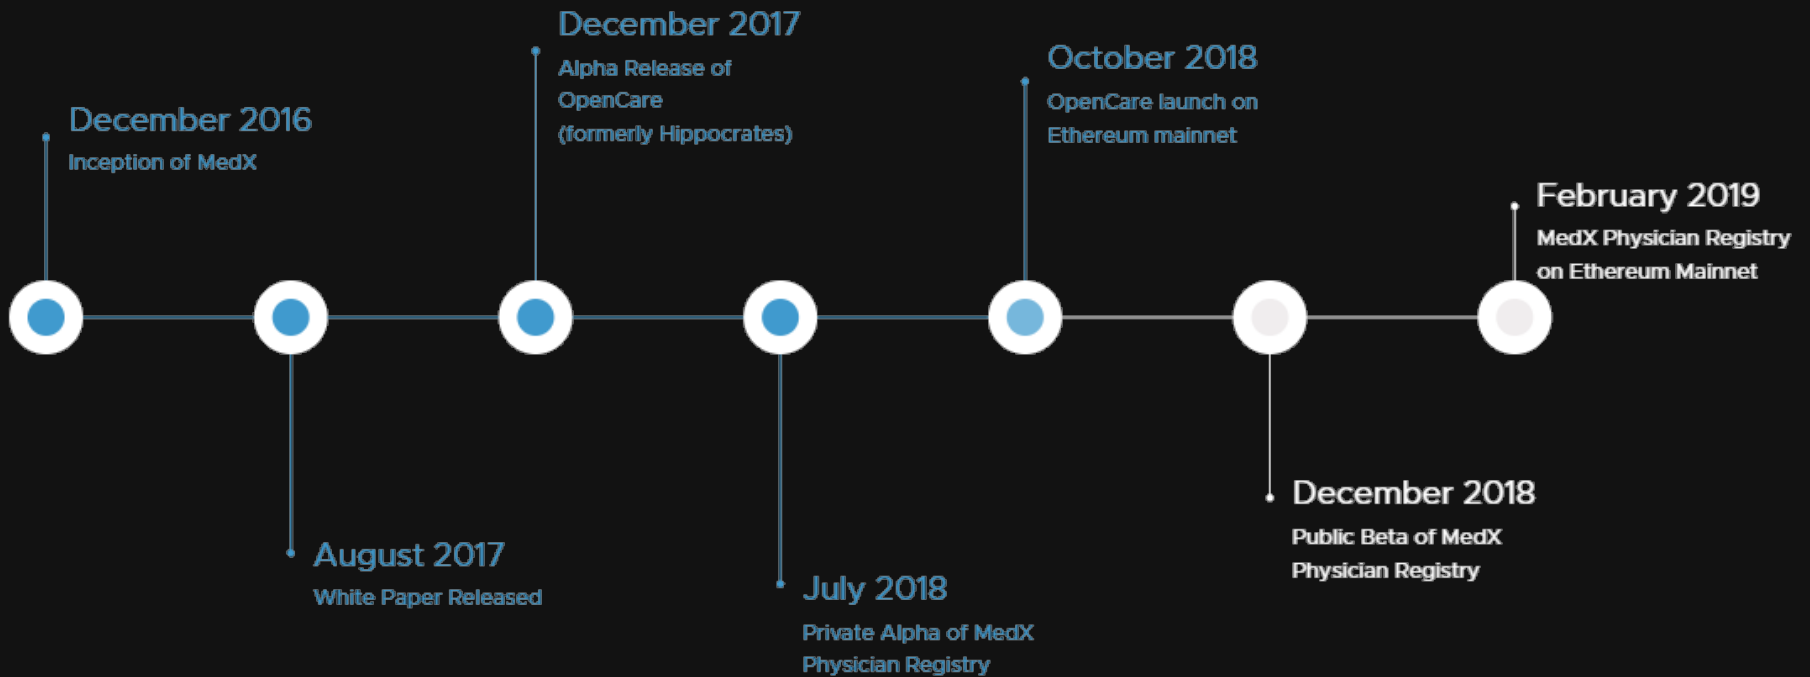 December 2016
Inception of MedX
August 2017
White Paper Released
December 2017
Alpha Release of
OpenCare
(formerly Hippocrates)
July 2018
Private Alpha of MedX
Physician Registry
October 2018
OpenCare launch on
Ethereum mainnet
December 2018
Public Beta of MedX
Physician Registry
February 2019
MedX Physician Registry
on Ethereum Mainnet